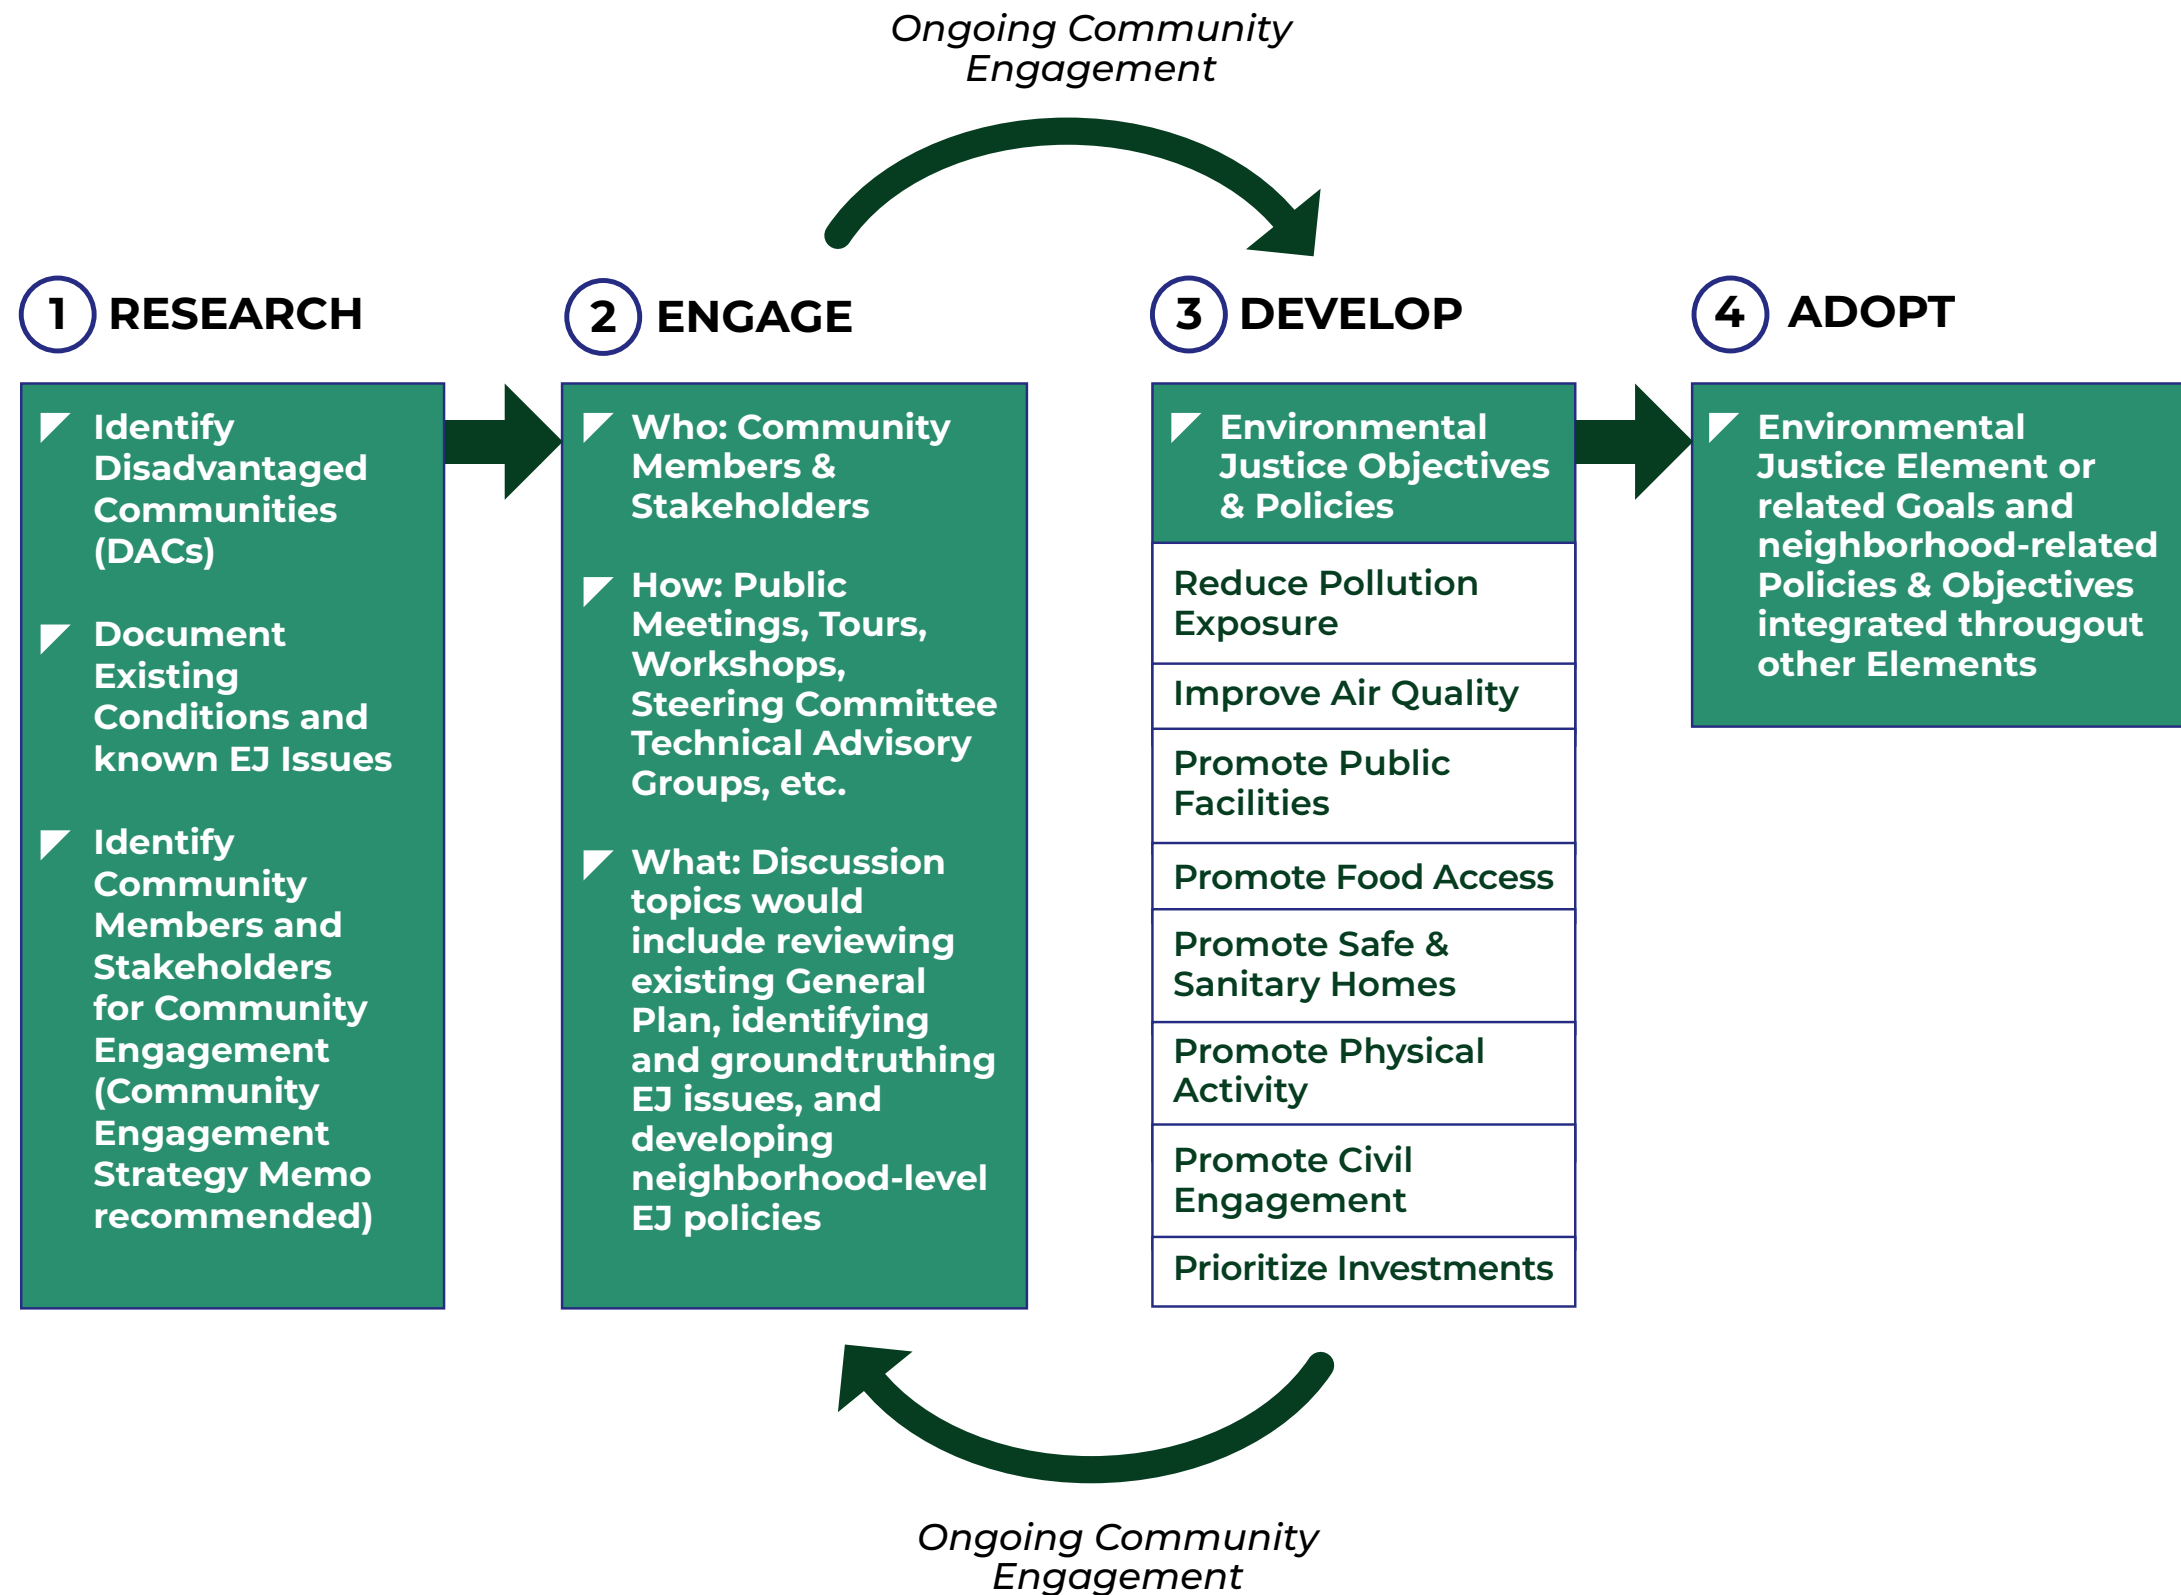 Ongoing Community
Engagement
1 RESEARCH
Identify
Disadvantaged
Communities
(DACs)
Document
Existing
Conditions and
known EJ Issues
Identify
Community
Members and
Stakeholders
for Community
Engagement
(Community
Engagement
Strategy Memo
recommended)
2 ENGAGE
Who: Community
Members &
Stakeholders
How: Public
Meetings, Tours,
Workshops,
Steering Committee
Technical Advisory
Groups, etc.
What: Discussion
topics would
include reviewing
existing General
Plan, identifying
and groundtruthing
EJ issues, and
developing
neighborhood-level
EJ policies
3 DEVELOP
Environmental
Justice Objectives
& Policies
Reduce Pollution
Exposure
Improve Air Quality
Promote Public
Facilities
Promote Food Access
Promote Safe &
Sanitary Homes
Promote Physical
Activity
Promote Civil
Engagement
Prioritize Investments
4 ADOPT
Environmental
Justice Element or
related Goals and
neighborhood-related
Policies & Objectives
integrated througout
other Elements
Ongoing Community
Engagement